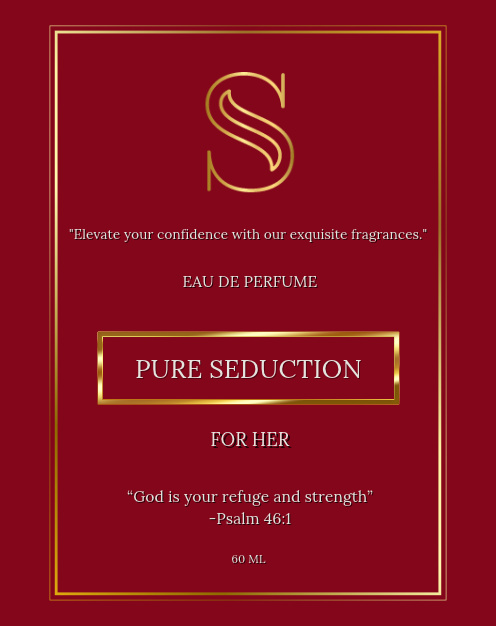 S
"Elevate your confidence with our exquisite fragrances."
EAU DE PERFUME
PURE SEDUCTION
FOR HER
“God is your refuge and strength”
-Psalm 46:1
60 ML